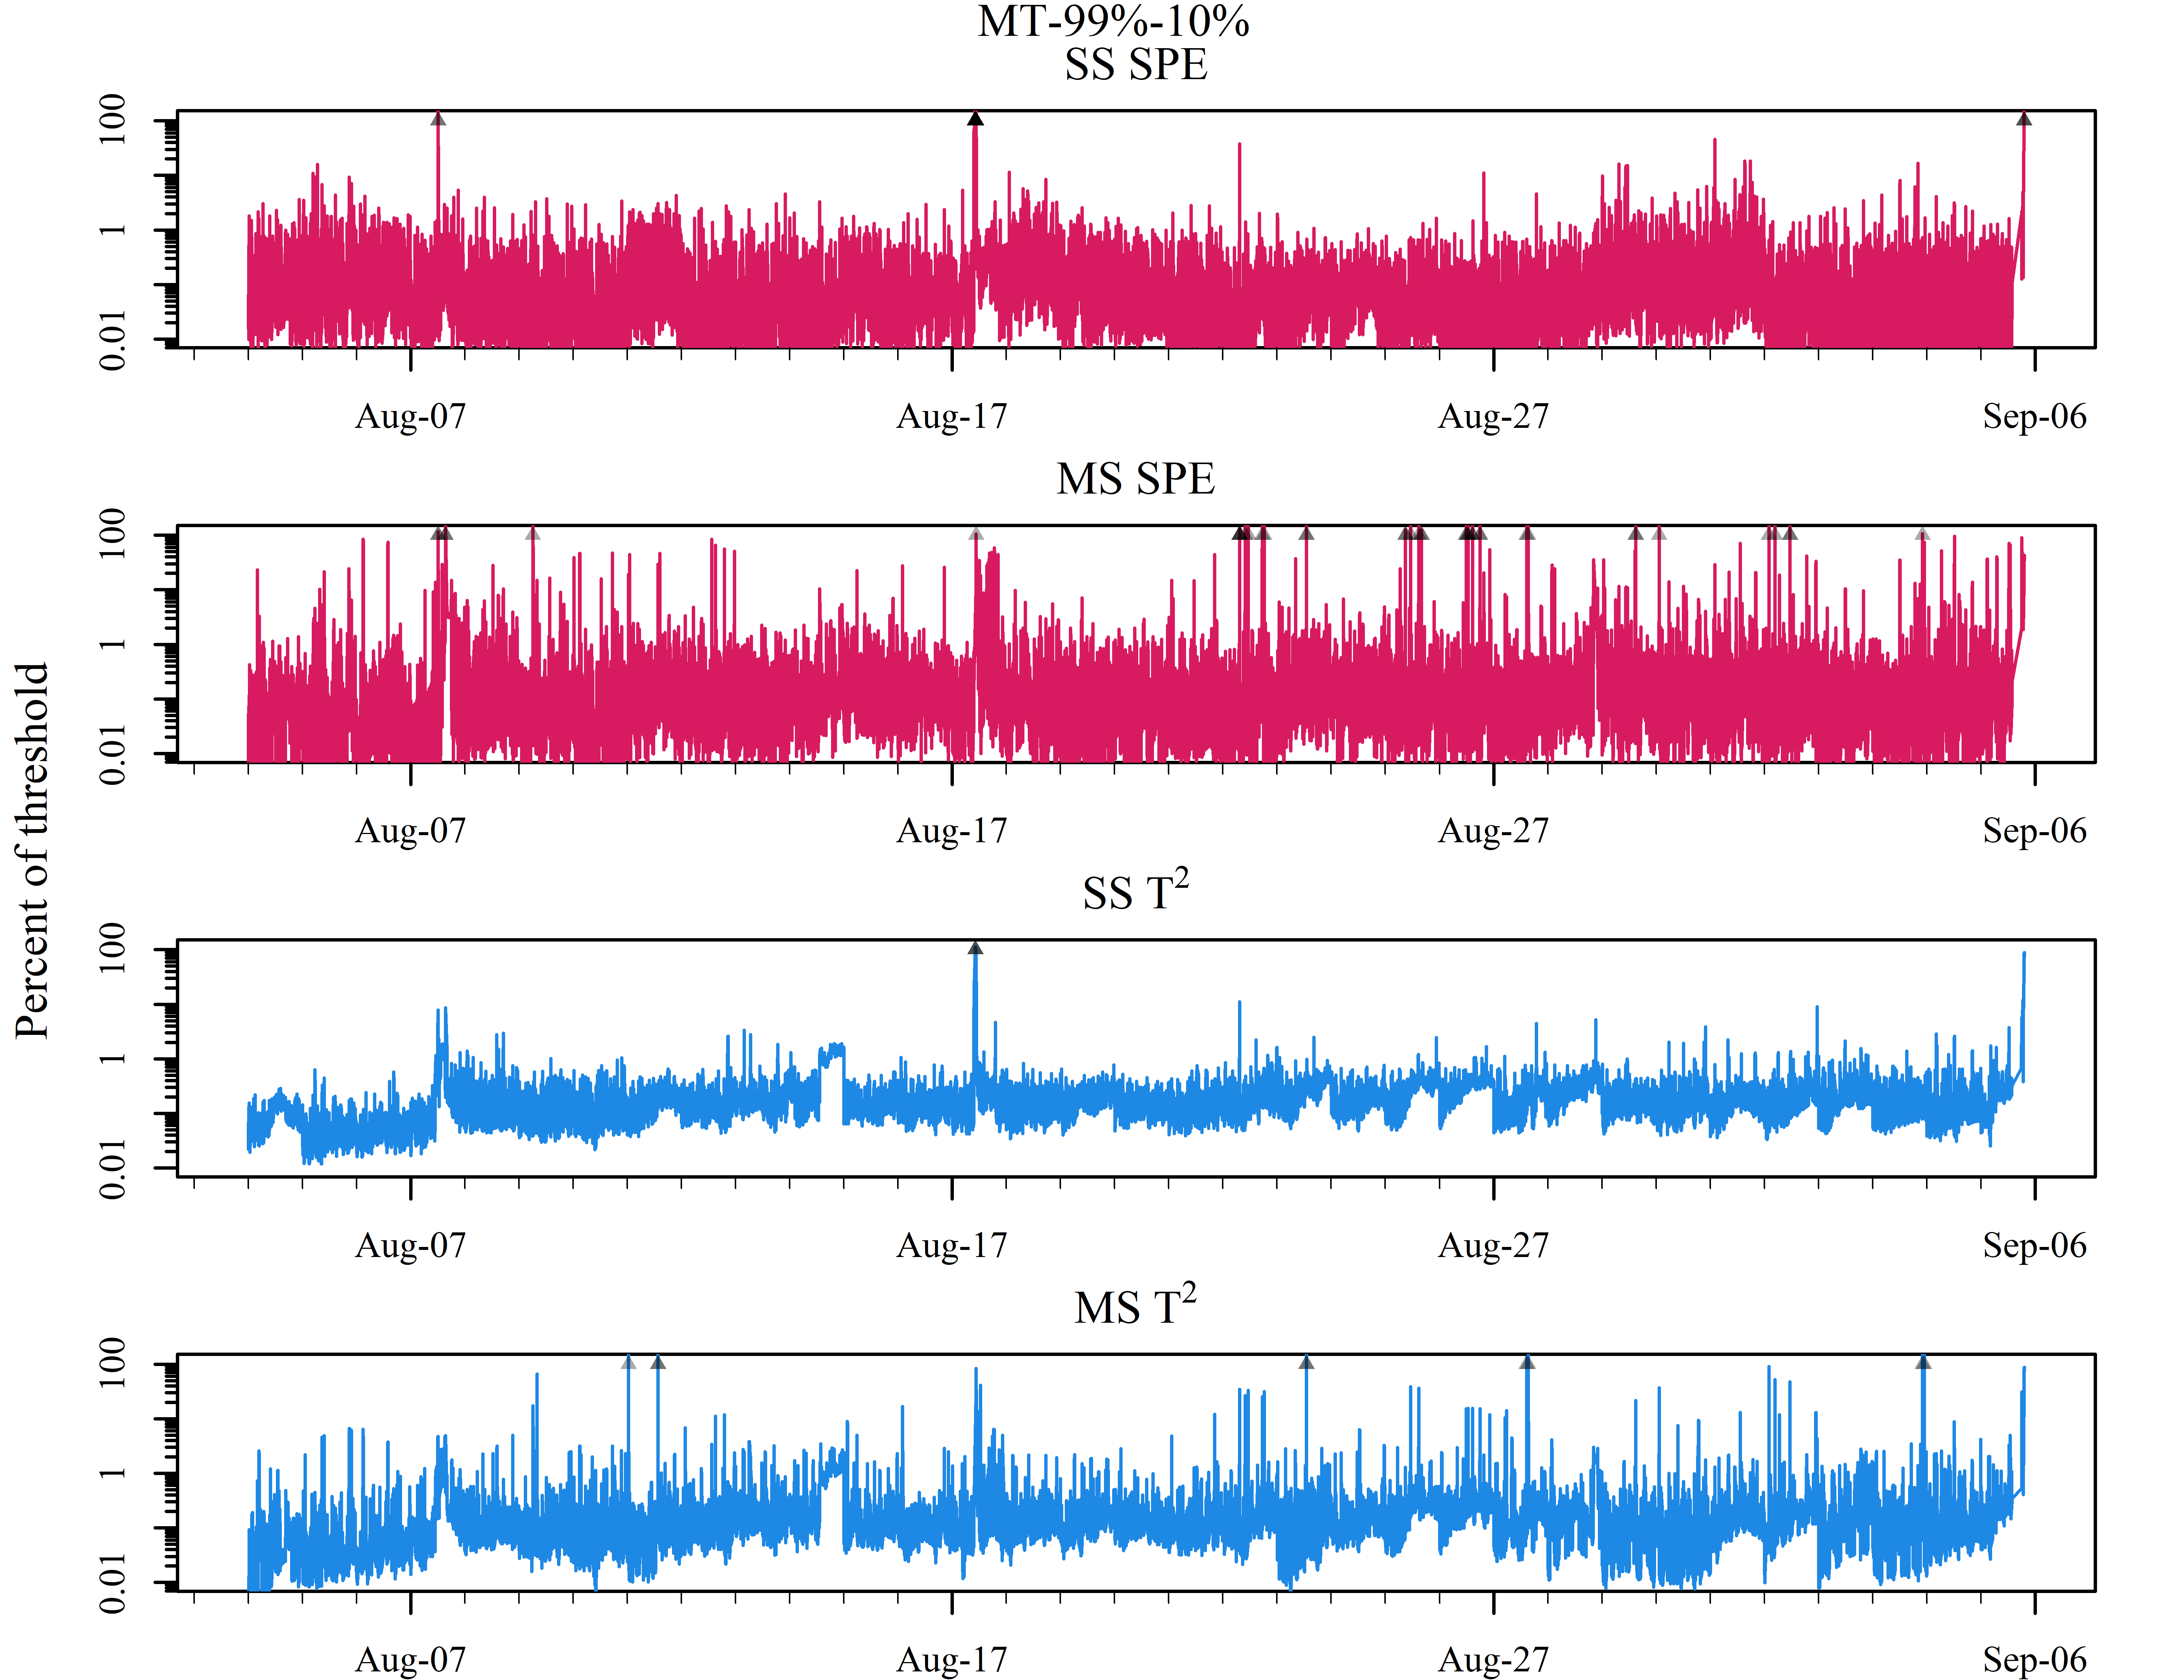 MT-99%-10%
SS SPE
100
1
0.01
Aug-07 Aug-17 Aug-27 Sep-06
MS SPE
100
1
0.01
Aug-07 Aug-17 Aug-27 Sep-06
Percent of threshold
SS T²
100
1
0.01
Aug-07 Aug-17 Aug-27 Sep-06
MS T²
100
1
0.01
Aug-07 Aug-17 Aug-27 Sep-06